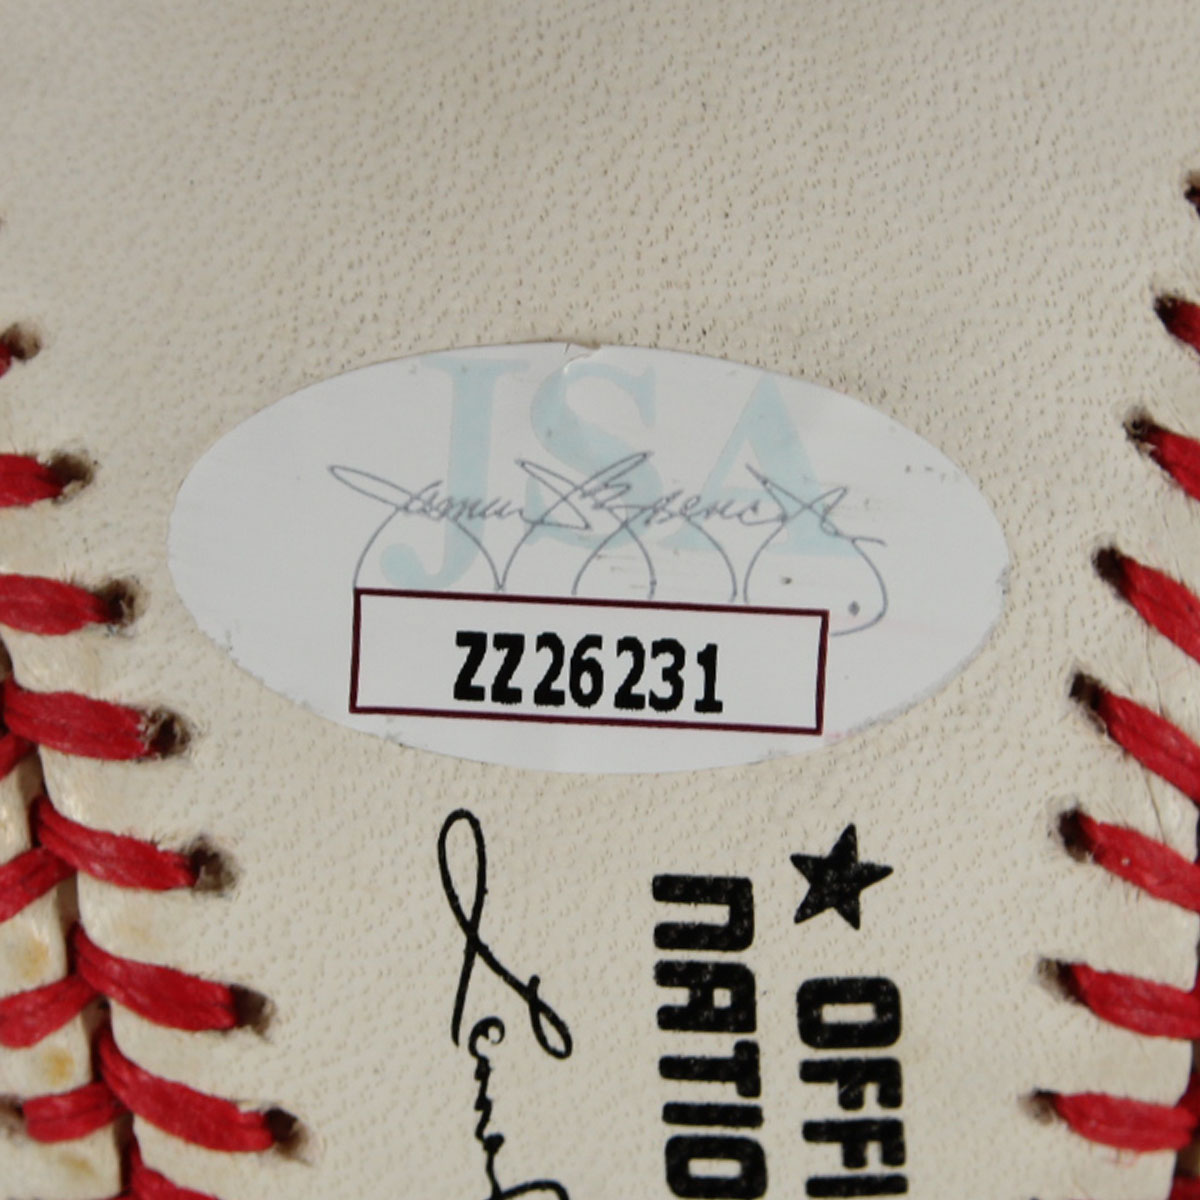 JSA
ZZ26231
★ OFFI
NATIO